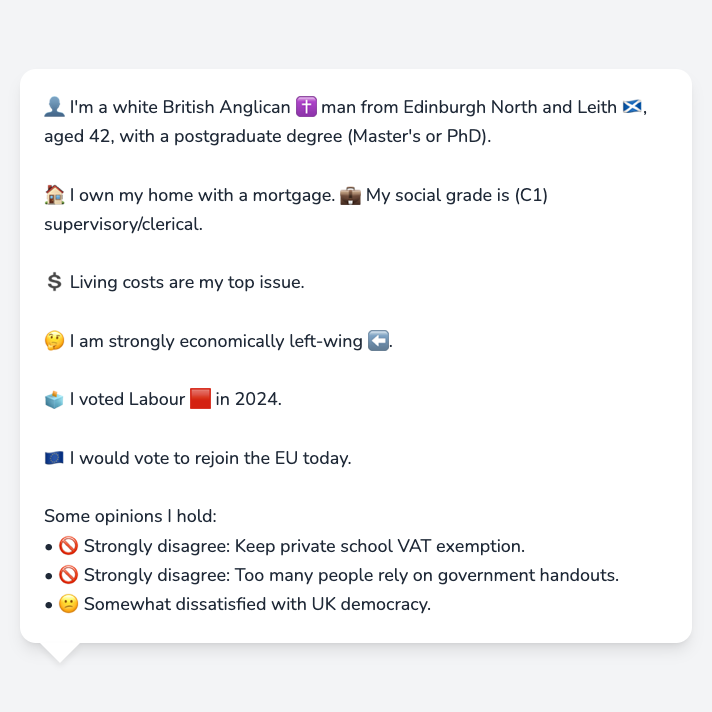 👤 I'm a white British Anglican ✝️ man from Edinburgh North and Leith 🏴󠁧󠁢󠁳󠁣󠁴󠁿,
aged 42, with a postgraduate degree (Master's or PhD).
🏠 I own my home with a mortgage. 💼 My social grade is (C1)
supervisory/clerical.
💲 Living costs are my top issue.
🤔 I am strongly economically left-wing ⬅️.
🗳️ I voted Labour 🟥 in 2024.
🇪🇺 I would vote to rejoin the EU today.
Some opinions I hold:
• 🚫 Strongly disagree: Keep private school VAT exemption.
• 🚫 Strongly disagree: Too many people rely on government handouts.
• 😕 Somewhat dissatisfied with UK democracy.